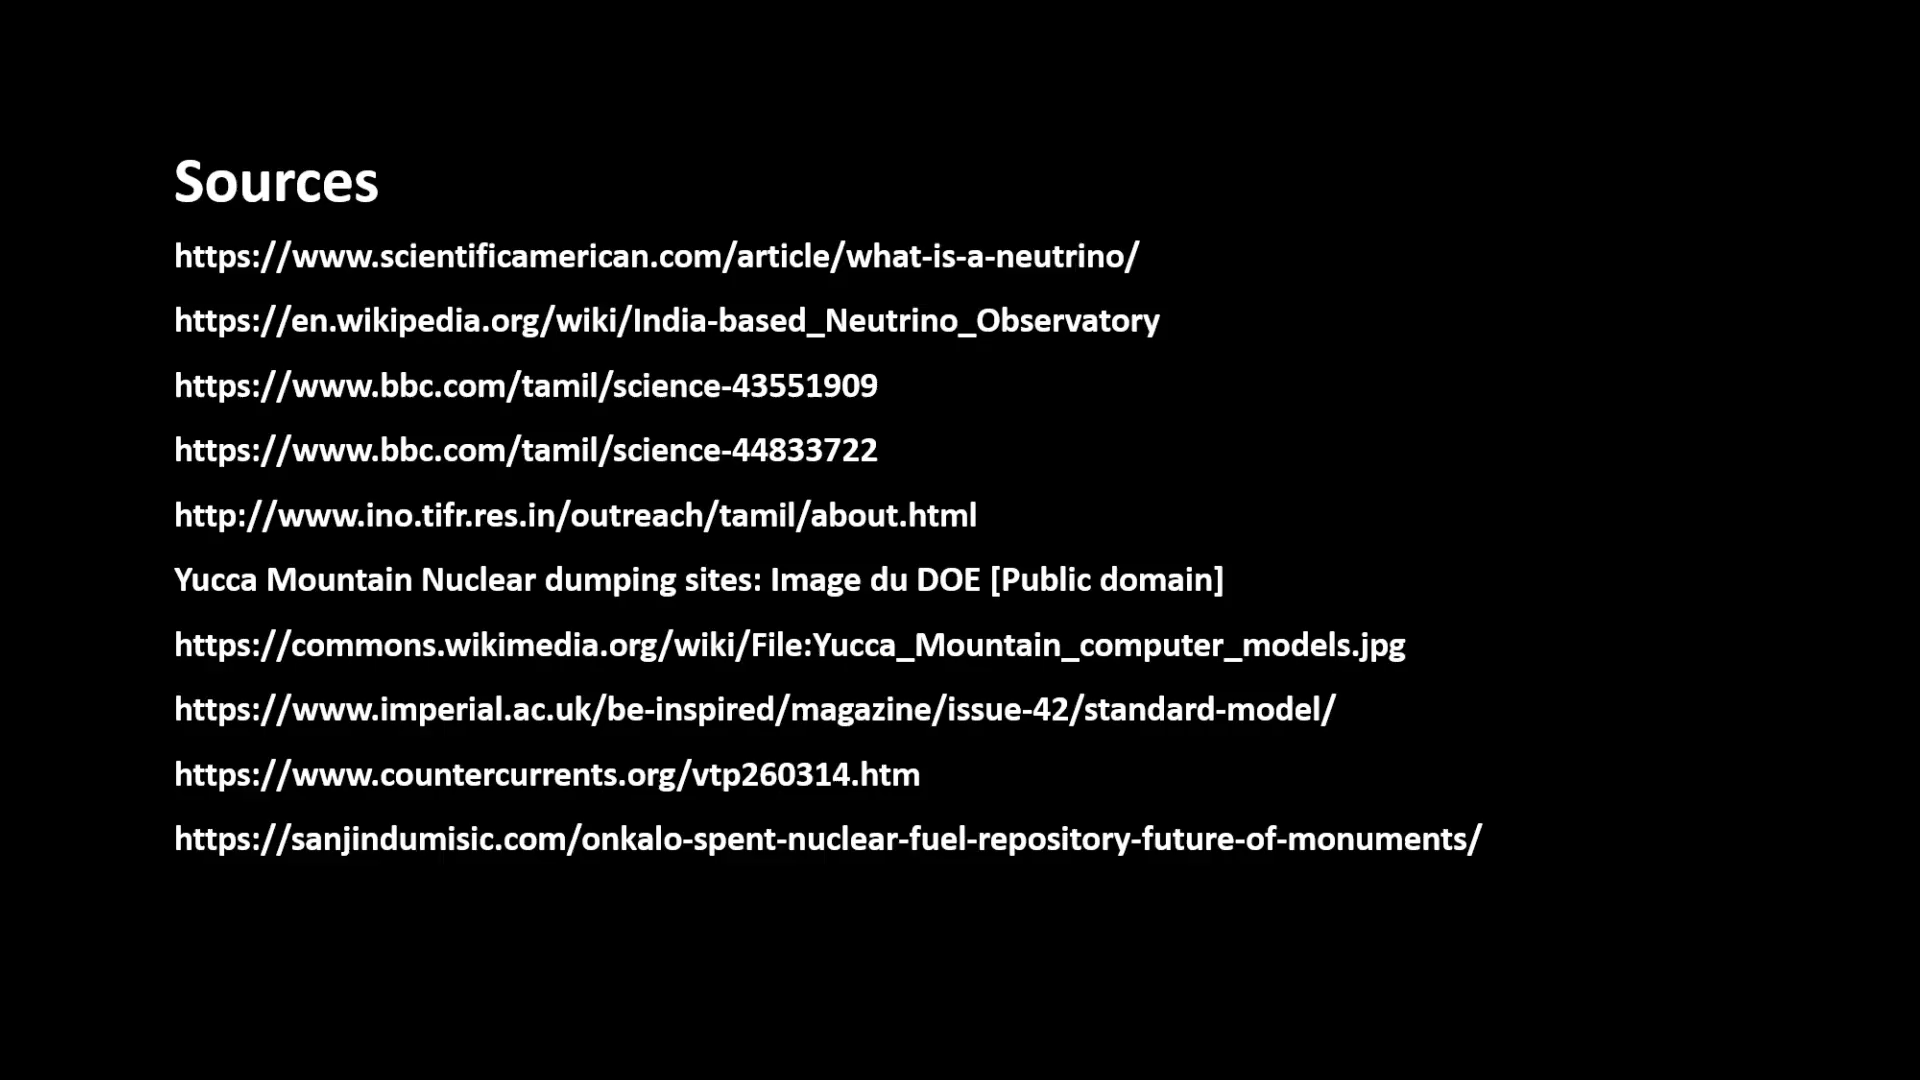 Sources
https://www.scientificamerican.com/article/what-is-a-neutrino/
https://en.wikipedia.org/wiki/India-based_Neutrino_Observatory
https://www.bbc.com/tamil/science-43551909
https://www.bbc.com/tamil/science-44833722
http://www.ino.tifr.res.in/outreach/tamil/about.html
Yucca Mountain Nuclear dumping sites: Image du DOE [Public domain]
https://commons.wikimedia.org/wiki/File:Yucca_Mountain_computer_models.jpg
https://www.imperial.ac.uk/be-inspired/magazine/issue-42/standard-model/
https://www.countercurrents.org/vtp260314.htm
https://sanjindumisic.com/onkalo-spent-nuclear-fuel-repository-future-of-monuments/